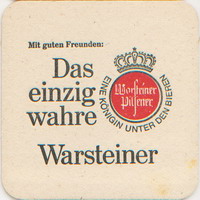 Mit guten Freunden:
Das
einzig
wahre
Warsteiner
Pilsener
EINE KÖNIGIN UNTER DEN BIEREN
Warsteiner